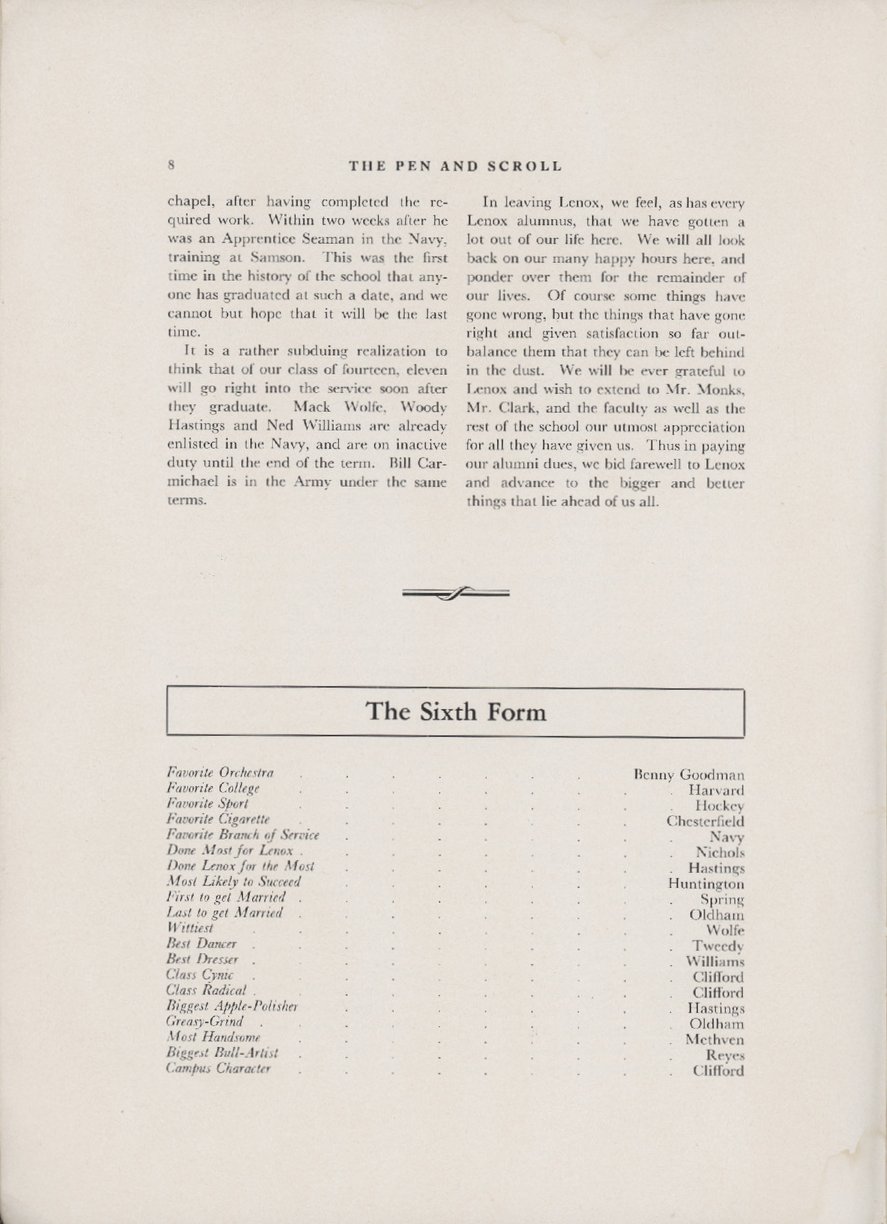 8
THE PEN AND SCROLL
chapel, after having completed the re-
quired work. Within two weeks after he
was an Apprentice Seaman in the Navy,
training at Samson. This was the first
time in the history of the school that any-
one has graduated at such a date, and we
cannot but hope that it will be the last
time.
It is a rather subduing realization to
think that of our class of fourteen, eleven
will go right into the service soon after
they graduate. Mack Wolfe, Woody
Hastings and Ned Williams are already
enlisted in the Navy, and are on inactive
duty until the end of the term. Bill Car-
michael is in the Army under the same
terms.
In leaving Lenox, we feel, as has every
Lenox alumnus, that we have gotten a
lot out of our life here. We will all look
back on our many happy hours here, and
ponder over them for the remainder of
our lives. Of course some things have
gone wrong, but the things that have gone
right and given satisfaction so far out-
balance them that they can be left behind
in the dust. We will be ever grateful to
Lenox and wish to extend to Mr. Monks,
Mr. Clark, and the faculty as well as the
rest of the school our utmost appreciation
for all they have given us. Thus in paying
our alumni dues, we bid farewell to Lenox
and advance to the bigger and better
things that lie ahead of us all.
The Sixth Form
Favorite Orchestra . . . . . . . Benny Goodman
Favorite College . . . . . . . . . Harvard
Favorite Sport . . . . . . . . . Hockey
Favorite Cigarette . . . . . . . . Chesterfield
Favorite Branch of Service . . . . . . . . Navy
Done Most for Lenox . . . . . . . . . Nichols
Done Lenox for the Most . . . . . . . . . Hastings
Most Likely to Succeed . . . . . . . Huntington
First to get Married . . . . . . . . . Spring
Last to get Married . . . . . . . . . Oldham
Wittiest . . . . . . . . . . Wolfe
Best Dancer . . . . . . . . . . Tweedy
Best Dresser . . . . . . . . . . Williams
Class Cynic . . . . . . . . . . Clifford
Class Radical . . . . . . . . . . Clifford
Biggest Apple-Polisher . . . . . . . . Hastings
Greasy-Grind . . . . . . . . . . Oldham
Most Handsome . . . . . . . . . Methven
Biggest Bull-Artist . . . . . . . . . Reyes
Campus Character . . . . . . . . . Clifford